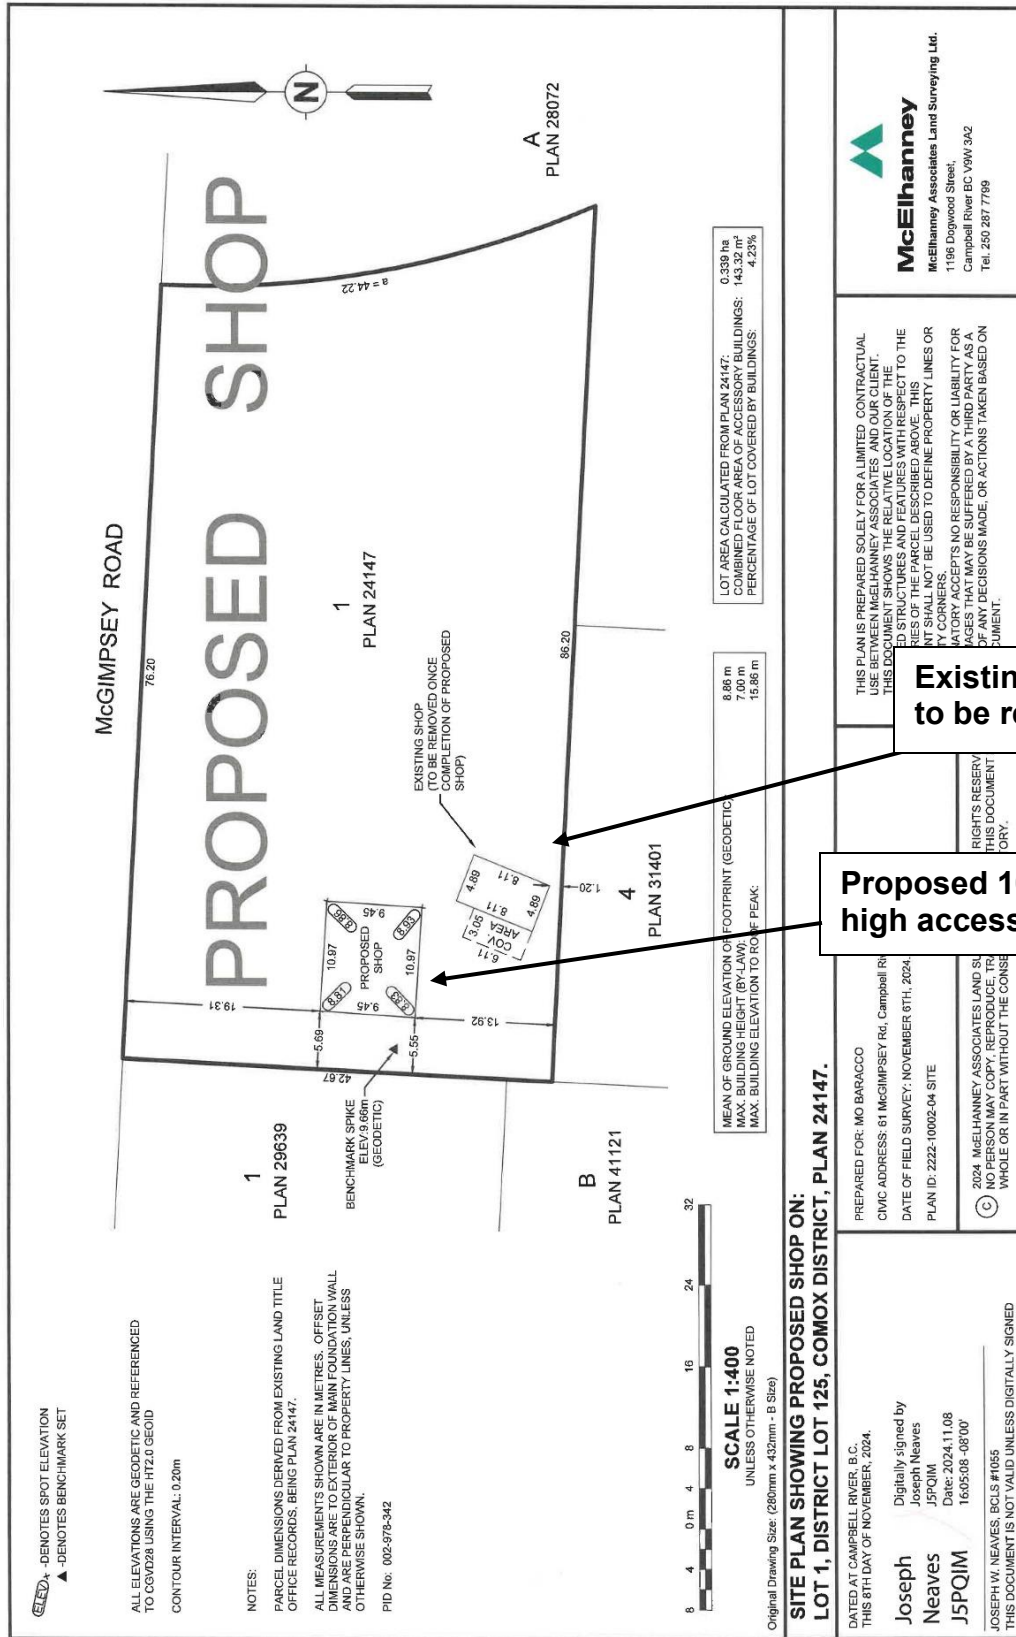 ELEV -DENOTES SPOT ELEVATION
-DENOTES BENCHMARK SET
ALL ELEVATIONS ARE GEODETIC AND REFERENCED
TO CGVD28 USING THE HT2.0 GEOID
CONTOUR INTERVAL: 0.20m
NOTES:
PARCEL DIMENSIONS DERIVED FROM EXISTING LAND TITLE
OFFICE RECORDS, BEING PLAN 24147.
ALL MEASUREMENTS SHOWN ARE IN METRES. OFFSET
DIMENSIONS ARE TO EXTERIOR OF MAIN FOUNDATION WALL
AND ARE PERPENDICULAR TO PROPERTY LINES, UNLESS
OTHERWISE SHOWN.
PID No: 002-978-342
McGIMPSEY ROAD
76.20
PROPOSED SHOP
N
A
PLAN 28072
a = 44.22
1
PLAN 24147
19.31
8.81
10.97
8.86
5.69
9.45
PROPOSED
SHOP
9.45
5.55
8.83
10.97
8.93
42.67
13.92
1
PLAN 29639
BENCHMARK SPIKE
ELEV:9.66m
(GEODETIC)
EXISTING SHOP
(TO BE REMOVED ONCE
COMPLETION OF PROPOSED
SHOP)
4.89
8.11
8.11
4.89
3.05
COV.
AREA
6.11
1.20
86.20
B
PLAN 41121
4
PLAN 31401
8 4 0 m 4 8 16 24 32
SCALE 1:400
UNLESS OTHERWISE NOTED
Original Drawing Size: (280mm x 432mm - B Size)
MEAN OF GROUND ELEVATION OF FOOTPRINT (GEODETIC) 8.86 m
MAX. BUILDING HEIGHT (BY-LAW): 7.00 m
MAX. BUILDING ELEVATION TO ROOF PEAK: 15.86 m
LOT AREA CALCULATED FROM PLAN 24147: 0.339 ha
COMBINED FLOOR AREA OF ACCESSORY BUILDINGS: 143.32 m²
PERCENTAGE OF LOT COVERED BY BUILDINGS: 4.23%
SITE PLAN SHOWING PROPOSED SHOP ON:
LOT 1, DISTRICT LOT 125, COMOX DISTRICT, PLAN 24147.
DATED AT CAMPBELL RIVER, B.C.
THIS 8TH DAY OF NOVEMBER, 2024.
Joseph
Neaves
J5PQIM
Digitally signed by
Joseph Neaves
J5PQIM
Date: 2024.11.08
16:05:08 -08'00'
JOSEPH W. NEAVES, BCLS #1055
THIS DOCUMENT IS NOT VALID UNLESS DIGITALLY SIGNED
PREPARED FOR: MO BARACCO
CIVIC ADDRESS: 61 McGIMPSEY Rd, Campbell Ri
DATE OF FIELD SURVEY: NOVEMBER 6TH, 2024.
PLAN ID: 2222-10002-04 SITE
© 2024 McELHANNEY ASSOCIATES LAND SU RIGHTS RESERV
NO PERSON MAY COPY, REPRODUCE, TRA THIS DOCUMENT
WHOLE OR IN PART WITHOUT THE CONSE ORY.
THIS PLAN IS PREPARED SOLELY FOR A LIMITED CONTRACTUAL
USE BETWEEN McELHANNEY ASSOCIATES AND OUR CLIENT.
THIS DOCUMENT SHOWS THE RELATIVE LOCATION OF THE
ED STRUCTURES AND FEATURES WITH RESPECT TO THE
RIES OF THE PARCEL DESCRIBED ABOVE. THIS
NT SHALL NOT BE USED TO DEFINE PROPERTY LINES OR
TY CORNERS.
NATORY ACCEPTS NO RESPONSIBILITY OR LIABILITY FOR
MAGES THAT MAY BE SUFFERED BY A THIRD PARTY AS A
OF ANY DECISIONS MADE, OR ACTIONS TAKEN BASED ON
CUMENT.
McElhanney
McElhanney Associates Land Surveying Ltd.
1196 Dogwood Street,
Campbell River BC V9W 3A2
Tel. 250 287 7799
Existin
to be re
Proposed 1
high access